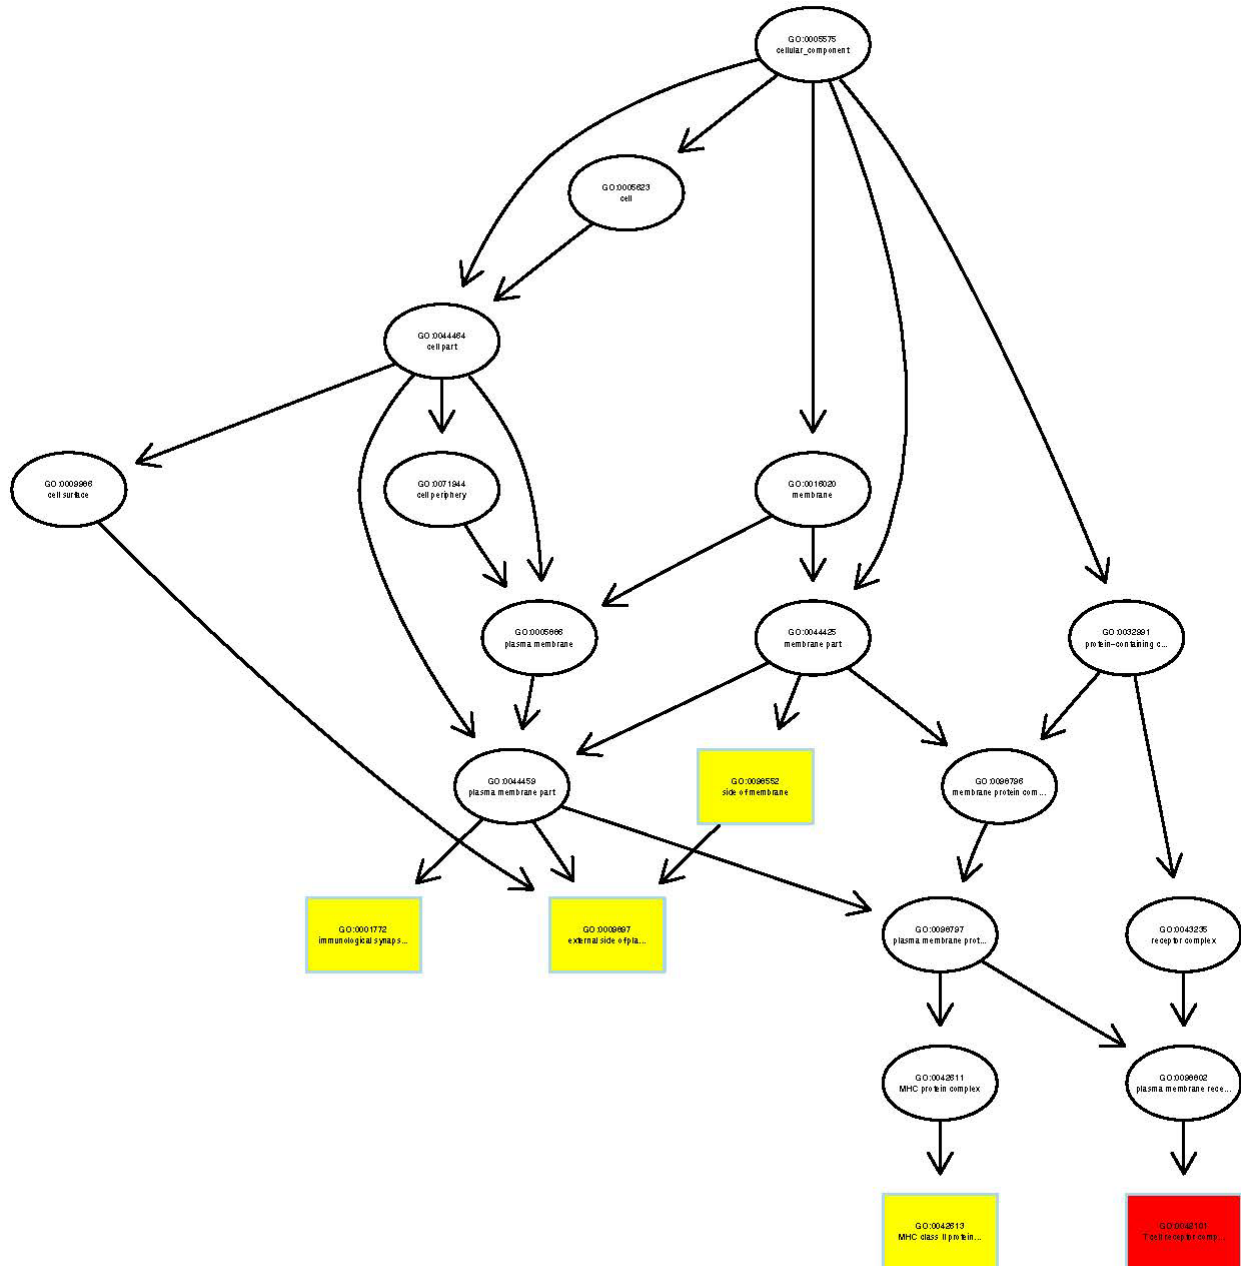 GO:0005575
cellular_component
GO:0005623
cell
GO:0044464
cell part
GO:0009986
cell surface
GO:0071944
cell periphery
GO:0016020
membrane
GO:0005886
plasma membrane
GO:0044425
membrane part
GO:0032991
protein-containing c...
GO:0044459
plasma membrane part
GO:0098552
side of membrane
GO:0098796
membrane protein com...
GO:0001772
immunological synaps...
GO:0009897
external side of pla...
GO:0098797
plasma membrane prot...
GO:0043235
receptor complex
GO:0042611
MHC protein complex
GO:0098802
plasma membrane rece...
GO:0042613
MHC class II protein...
GO:0042101
T cell receptor comp...